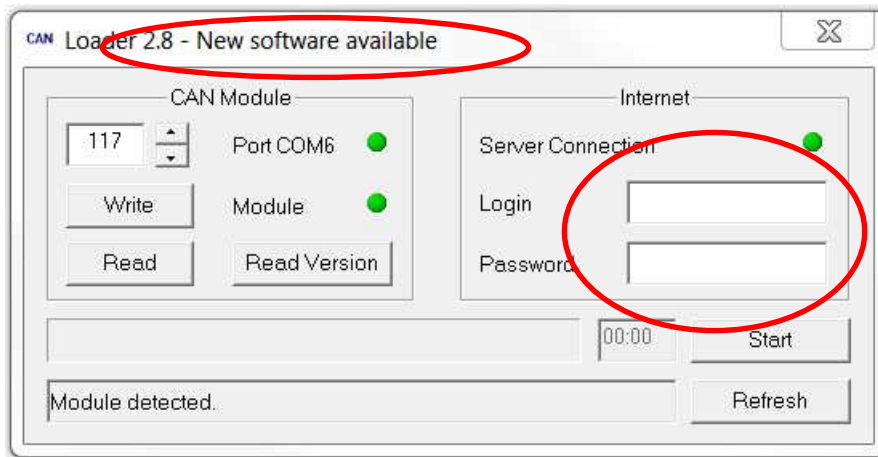 CAN Loader 2.8 - New software available
CAN Module
117
Port COM6
Write
Module
Read
Read Version
Internet
Server Connection
Login
Password
00:00
Start
Module detected.
Refresh